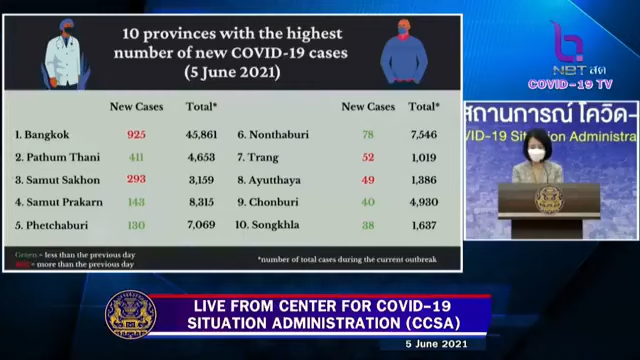 10 provinces with the highest
number of new COVID-19 cases
(5 June 2021)
New Cases Total* New Cases Total*
1. Bangkok 925 45,861 6. Nonthaburi 78 7,546
2. Pathum Thani 411 4,653 7. Trang 52 1,019
3. Samut Sakhon 293 3,159 8. Ayutthaya 49 1,386
4. Samut Prakarn 143 8,315 9. Chonburi 40 4,930
5. Phetchaburi 130 7,069 10. Songkhla 38 1,637
Green = less than the previous day
Red = more than the previous day
*number of total cases during the current outbreak
NBT สด
COVID-19 TV
สถานการณ์ โควิด-
VID-19 Situation Administra
LIVE FROM CENTER FOR COVID-19
SITUATION ADMINISTRATION (CCSA)
5 June 2021